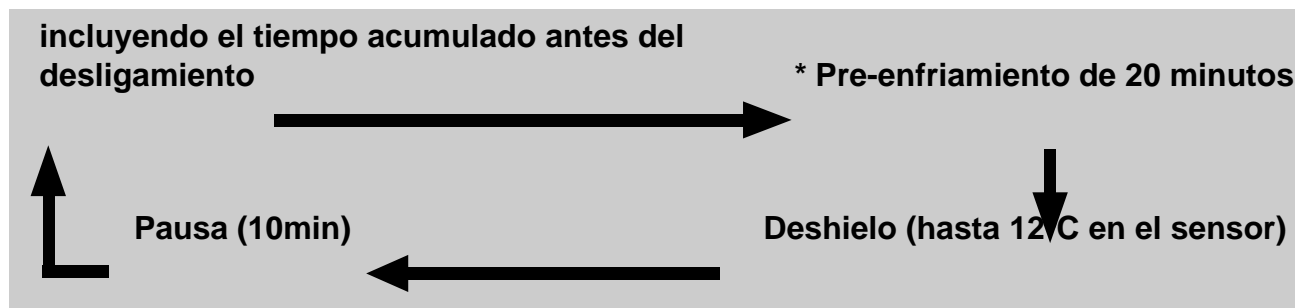 incluyendo el tiempo acumulado antes del
desligamiento
* Pre-enfriamiento de 20 minutos
Pausa (10min)
Deshielo (hasta 12°C en el sensor)